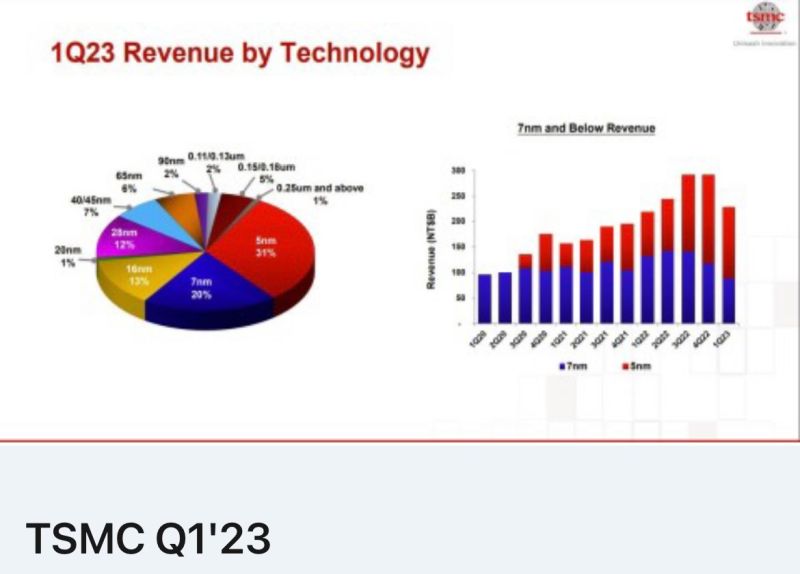 tsmc
Unleash Innovation
1Q23 Revenue by Technology
7nm and Below Revenue
90nm
2%
0.11/0.13um
2%
0.15/0.18um
5%
0.25um and above
1%
65nm
6%
40/45nm
7%
28nm
12%
20nm
1%
16nm
13%
7nm
20%
5nm
31%
Revenue (NT$B)
300
250
200
150
100
50
-
1Q20
2Q20
3Q20
4Q20
1Q21
2Q21
3Q21
4Q21
1Q22
2Q22
3Q22
4Q22
1Q23
7nm
5nm
TSMC Q1'23